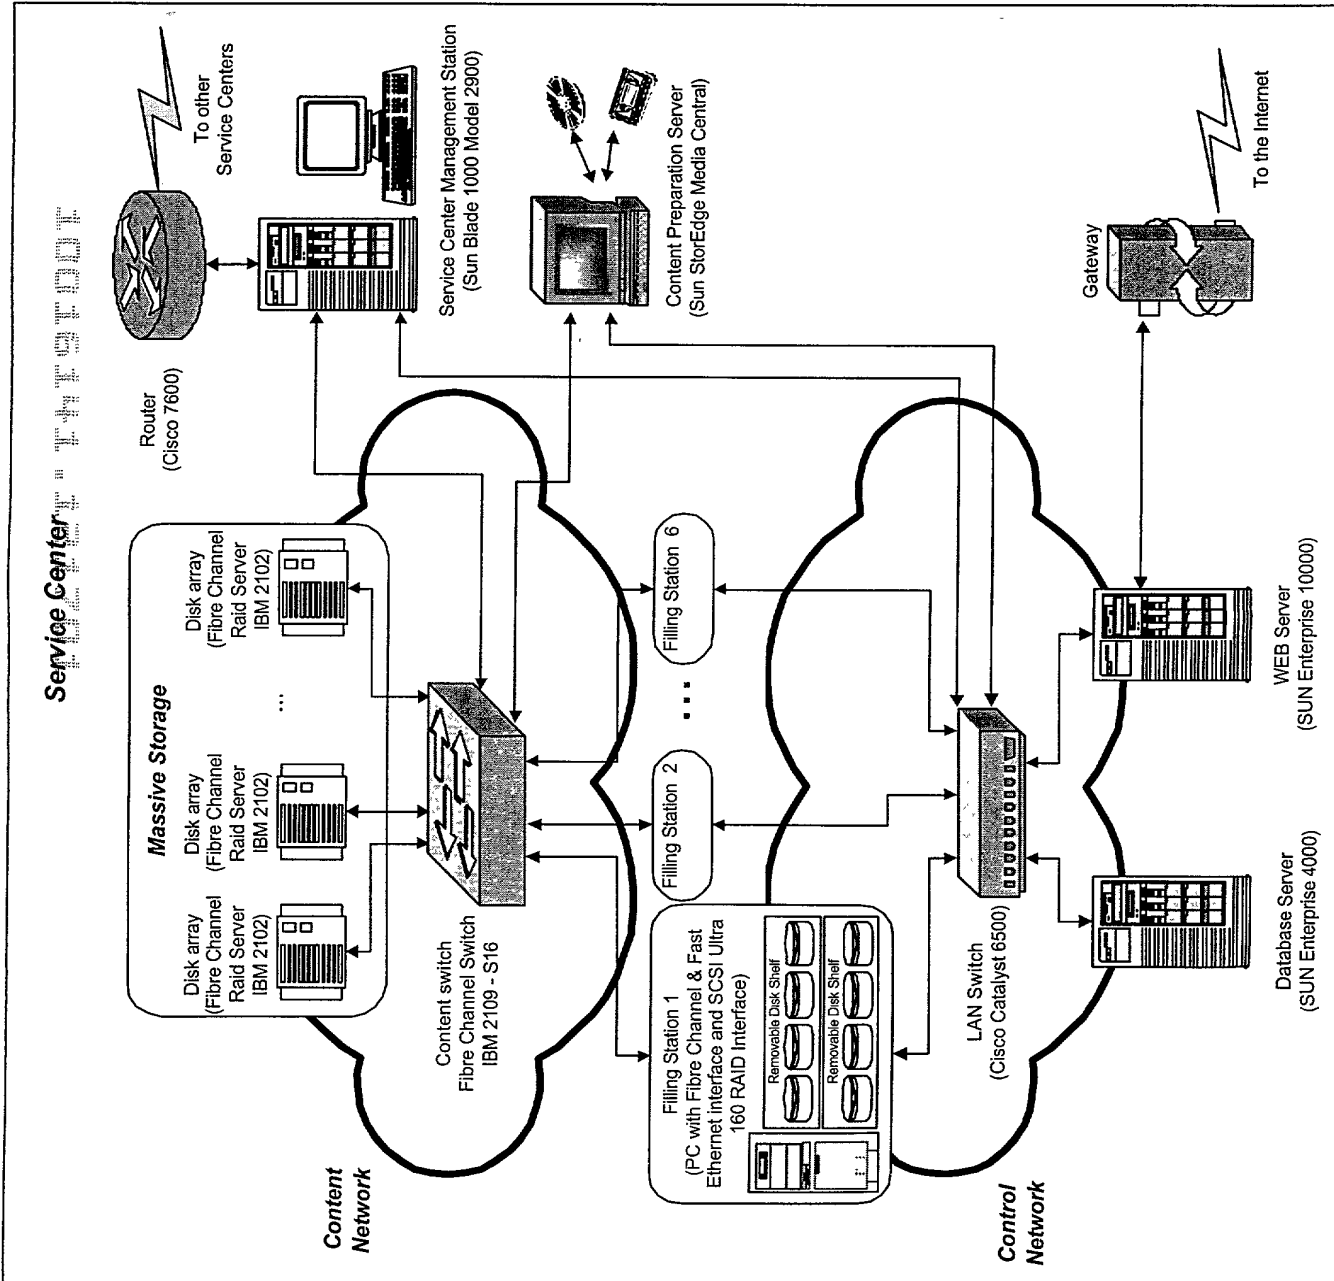 Service Center
Massive Storage
Disk array
(Fibre Channel
Raid Server
IBM 2102)
Disk array
(Fibre Channel
Raid Server
IBM 2102)
...
Disk array
(Fibre Channel
Raid Server
IBM 2102)
Router
(Cisco 7600)
To other
Service Centers
Content
Network
Content switch
Fibre Channel Switch
IBM 2109 - S16
Service Center Management Station
(Sun Blade 1000 Model 2900)
Filling Station 1
(PC with Fibre Channel & Fast
Ethernet interface and SCSI Ultra
160 RAID Interface)
Removable Disk Shelf
Removable Disk Shelf
Filling Station 2
...
Filling Station 6
Content Preparation Server
(Sun StorEdge Media Central)
Control
Network
LAN Switch
(Cisco Catalyst 6500)
Gateway
To the Internet
Database Server
(SUN Enterprise 4000)
WEB Server
(SUN Enterprise 10000)